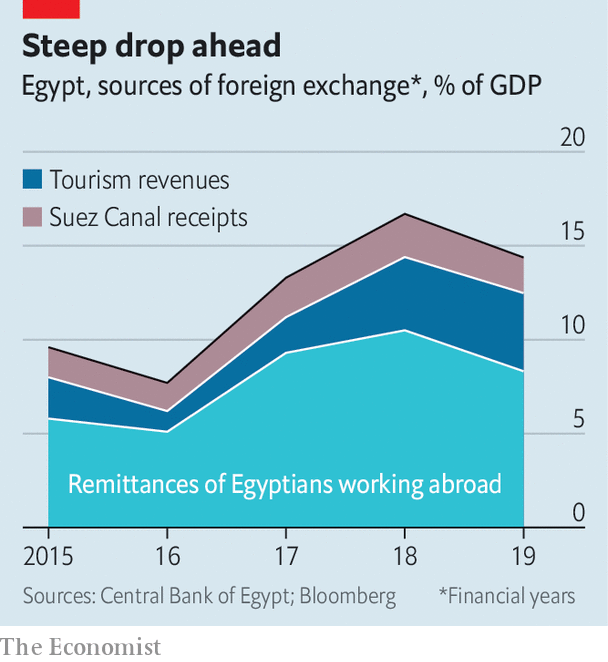 Steep drop ahead
Egypt, sources of foreign exchange*, % of GDP
20
Tourism revenues
Suez Canal receipts
15
10
5
Remittances of Egyptians working abroad
0
2015 16 17 18 19
Sources: Central Bank of Egypt; Bloomberg *Financial years
The Economist